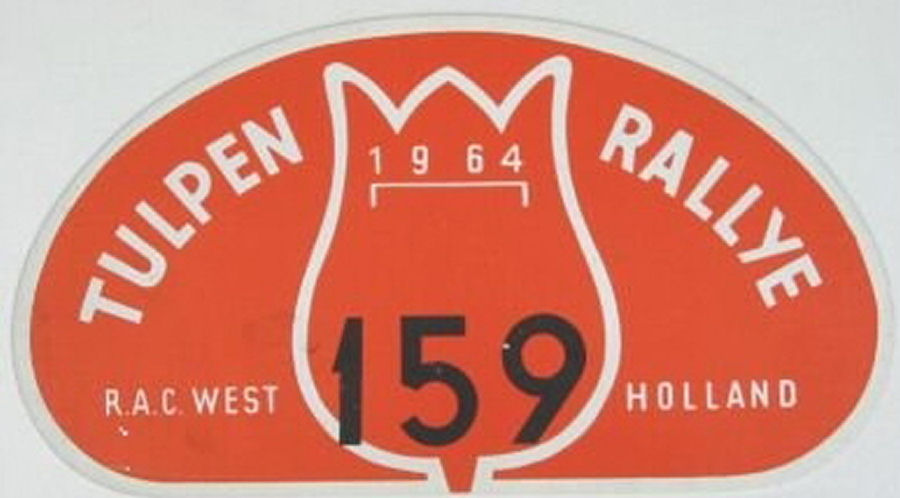 TULPEN RALLYE
1964
159
R.A.C. WEST HOLLAND